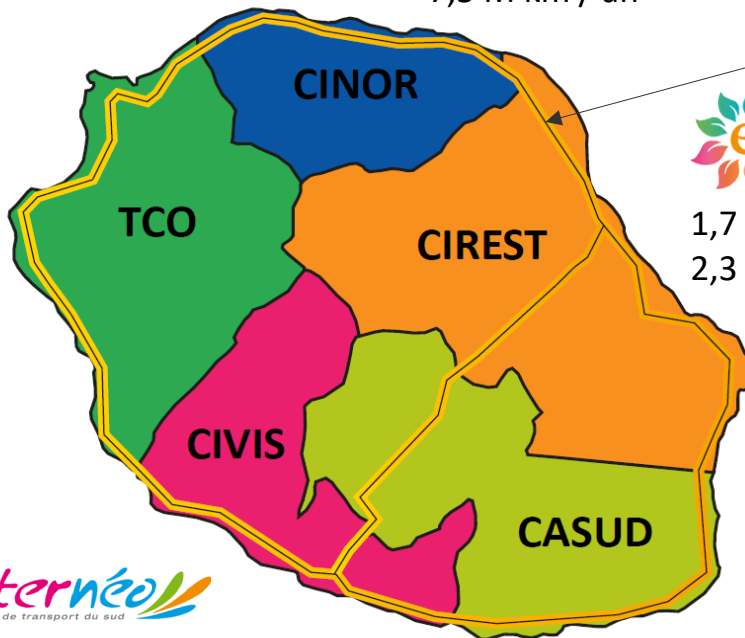 CINOR
TCO
CIREST
1,7
2,3
CIVIS
CASUD
de transport du sud